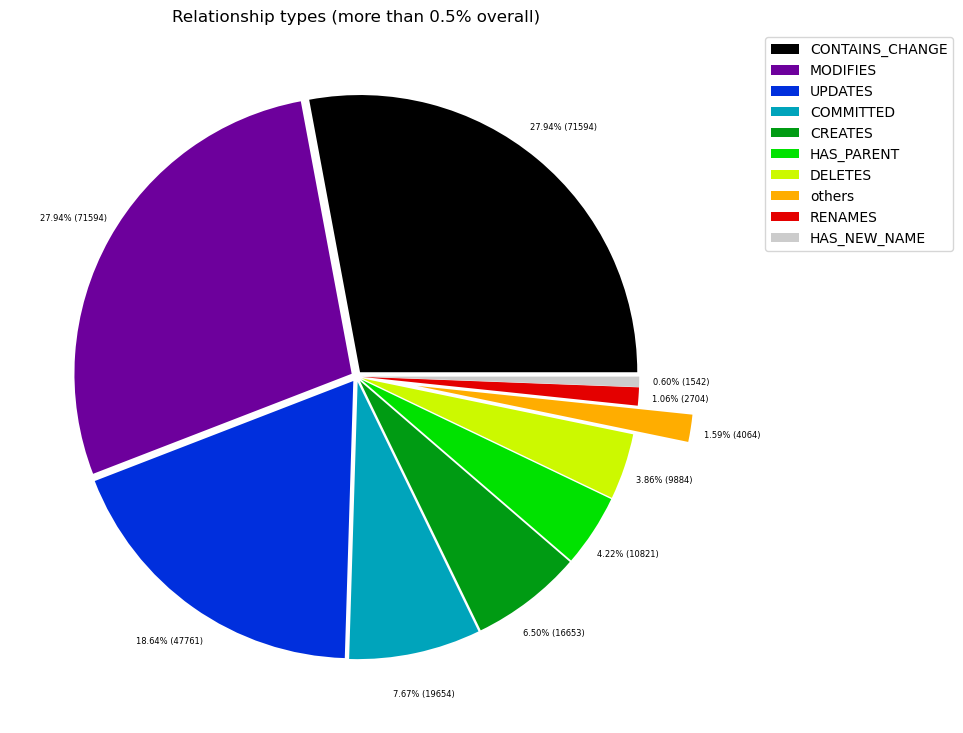 Relationship types (more than 0.5% overall)
CONTAINS_CHANGE
MODIFIES
UPDATES
COMMITTED
CREATES
HAS_PARENT
DELETES
others
RENAMES
HAS_NEW_NAME
27.94% (71594)
27.94% (71594)
18.64% (47761)
7.67% (19654)
6.50% (16653)
4.22% (10821)
3.86% (9884)
1.59% (4064)
1.06% (2704)
0.60% (1542)